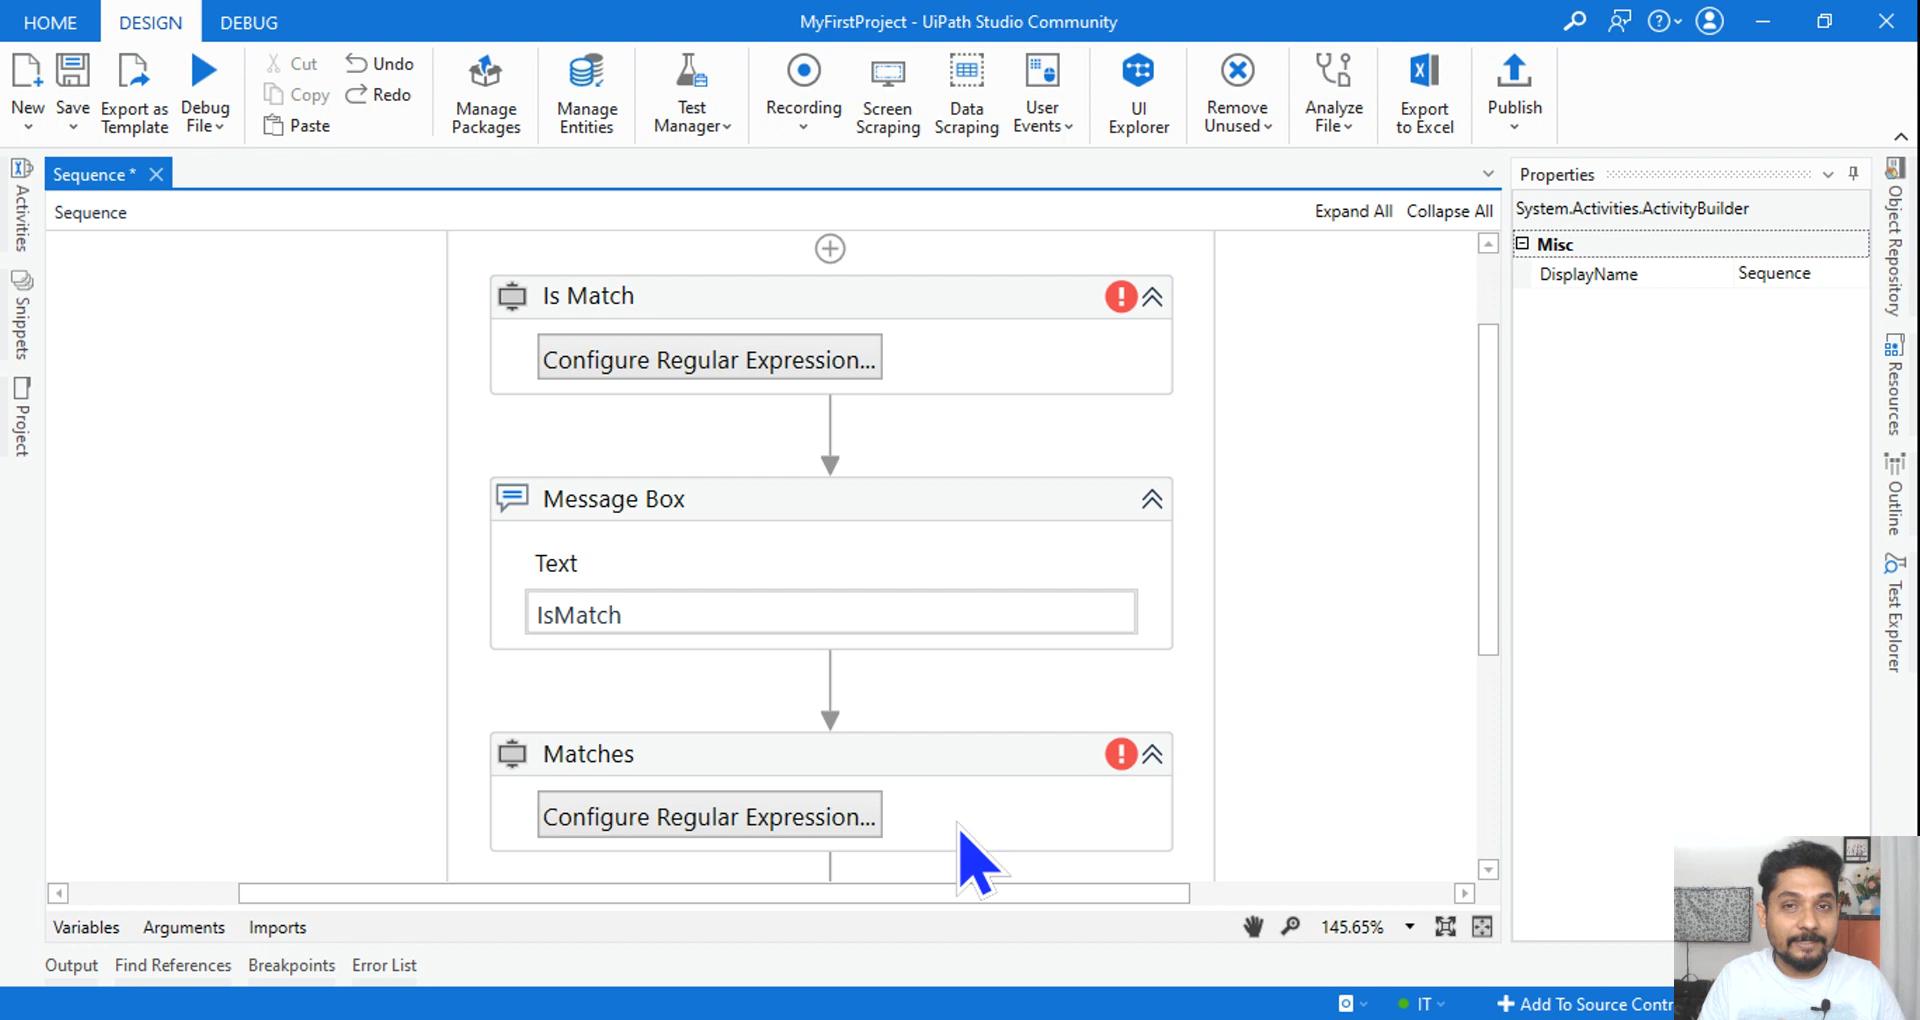 HOME DESIGN DEBUG MyFirstProject - UiPath Studio Community
New Save Export as Template Debug File
Cut Copy Paste Undo Redo
Manage Packages
Manage Entities
Test Manager
Recording
Screen Scraping
Data Scraping
User Events
UI Explorer
Remove Unused
Analyze File
Export to Excel
Publish
Activities
Snippets
Project
Sequence *
Sequence Expand All Collapse All
Is Match
Configure Regular Expression...
Message Box
Text
IsMatch
Matches
Configure Regular Expression...
Properties
System.Activities.ActivityBuilder
Misc
DisplayName Sequence
Object Repository
Resources
Outline
Test Explorer
Variables Arguments Imports 145.65%
Output Find References Breakpoints Error List
IT Add To Source Contr